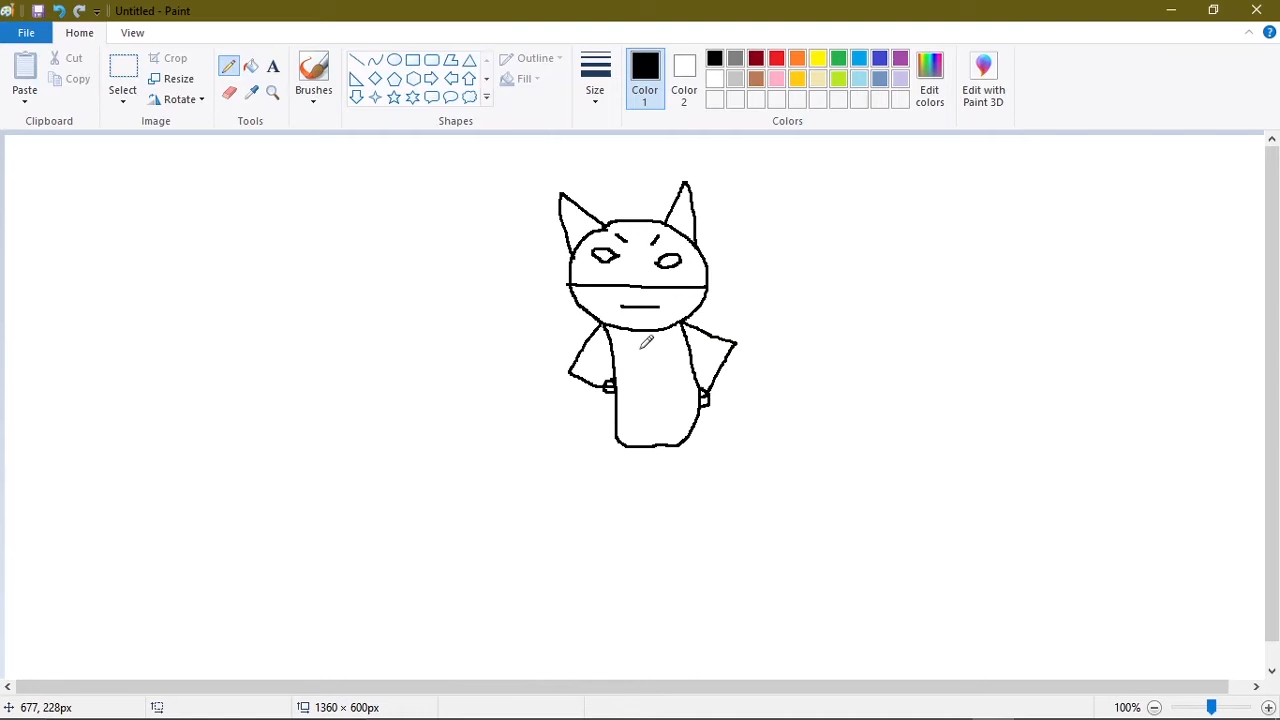 Untitled - Paint
File Home View
Paste Cut Copy Select Crop Resize Rotate A Brushes Outline Fill Size Color 1 Color 2 Edit colors Edit with Paint 3D
Clipboard Image Tools Shapes Colors
677, 228px 1360 × 600px 100%